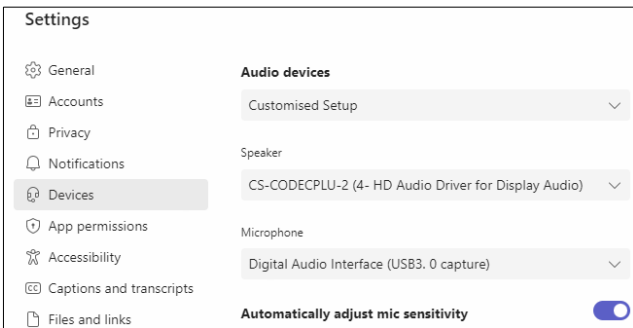 Settings
General
Accounts
Privacy
Notifications
Devices
App permissions
Accessibility
CC Captions and transcripts
Files and links
Audio devices
Customised Setup
Speaker
CS-CODECPLU-2 (4- HD Audio Driver for Display Audio)
Microphone
Digital Audio Interface (USB3. 0 capture)
Automatically adjust mic sensitivity